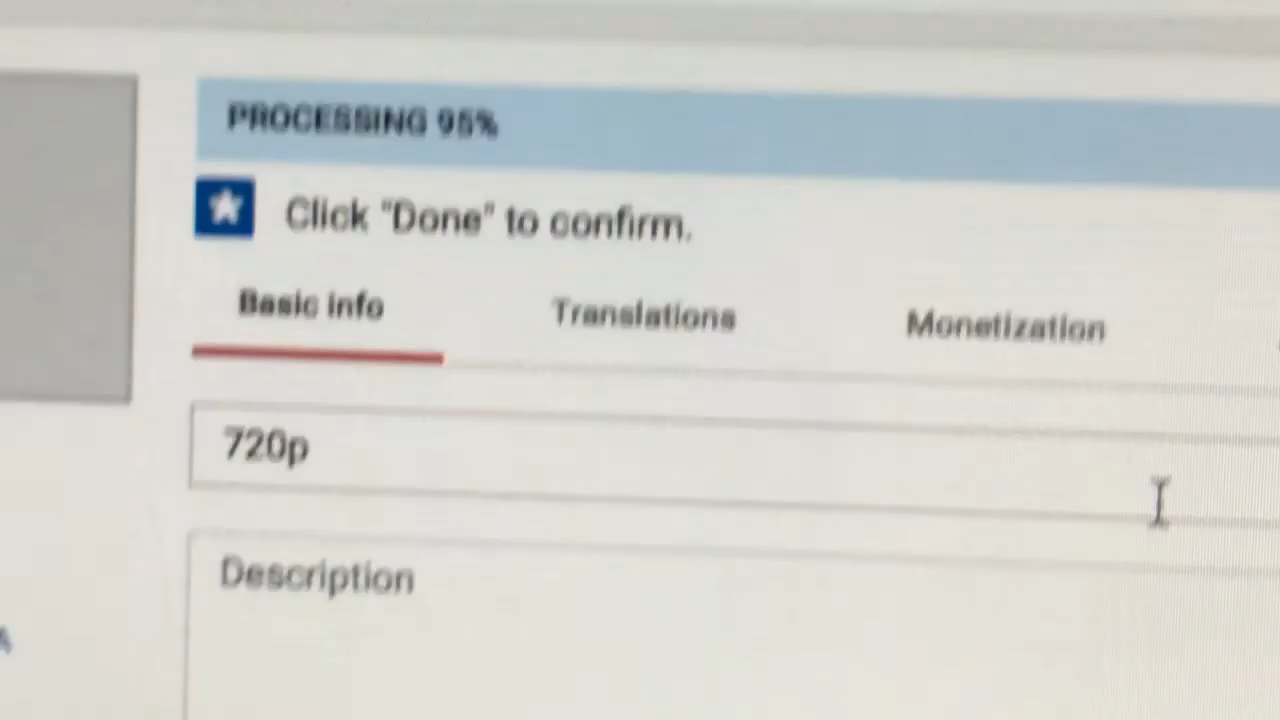 PROCESSING 95%
Click "Done" to confirm.
Basic info
Translations
Monetization
720p
Description